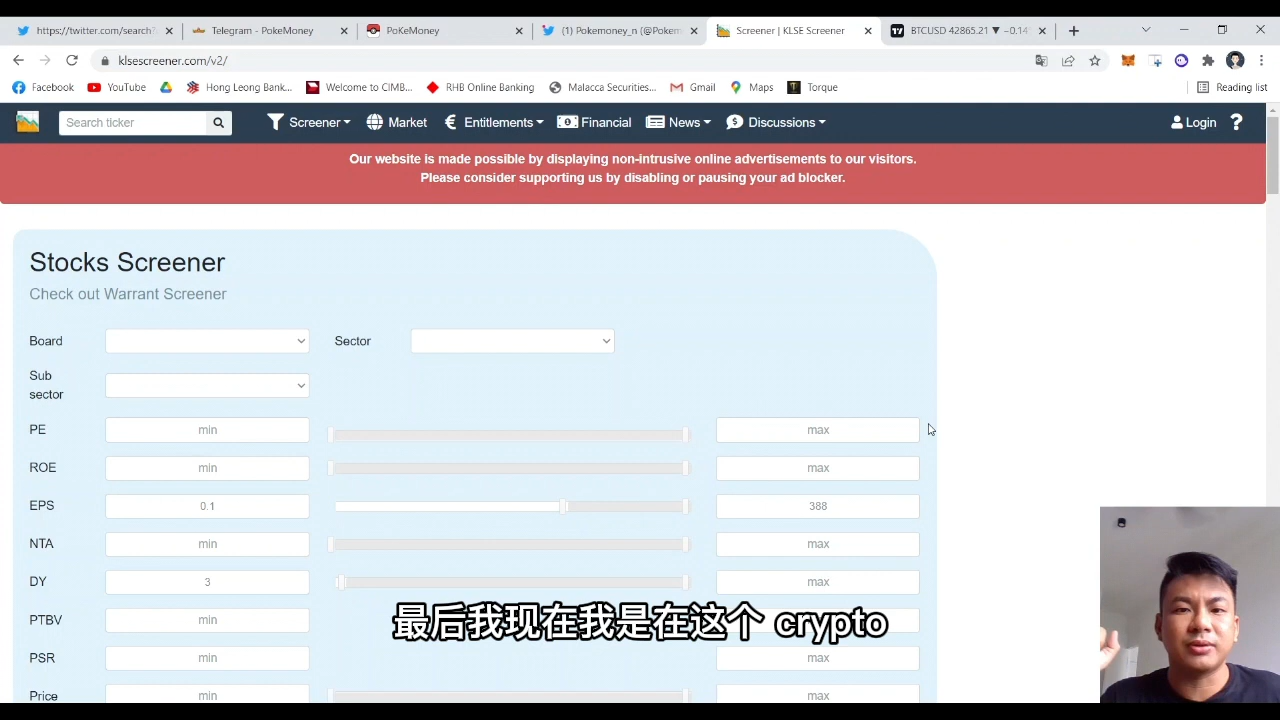 https://twitter.com/search?
Telegram - PokeMoney
PoKeMoney
(1) Pokemoney_n (@Pokem
Screener | KLSE Screener
BTCUSD 42865.21 ▼ −0.14
klsescreener.com/v2/
Facebook
YouTube
Hong Leong Bank...
Welcome to CIMB...
RHB Online Banking
Malacca Securities...
Gmail
Maps
Torque
Reading list
Search ticker
Screener
Market
Entitlements
Financial
News
Discussions
Login
?
Our website is made possible by displaying non-intrusive online advertisements to our visitors.
Please consider supporting us by disabling or pausing your ad blocker.
Stocks Screener
Check out Warrant Screener
Board
Sector
Sub
sector
PE min max
ROE min max
EPS 0.1 388
NTA min max
DY 3 max
PTBV min max
最后我现在我是在这个 crypto
PSR min max
Price min max